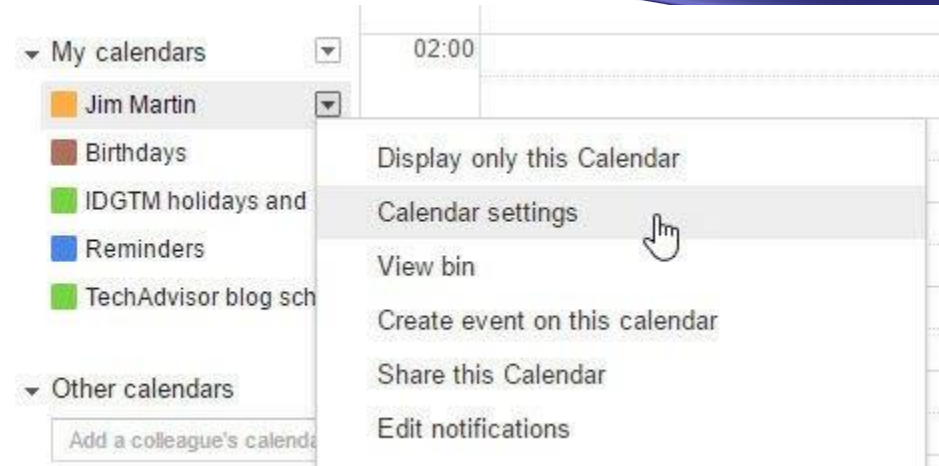 My calendars
02:00
Jim Martin
Birthdays
IDGTM holidays and
Reminders
TechAdvisor blog sch
Other calendars
Add a colleague's calenda
Display only this Calendar
Calendar settings
View bin
Create event on this calendar
Share this Calendar
Edit notifications